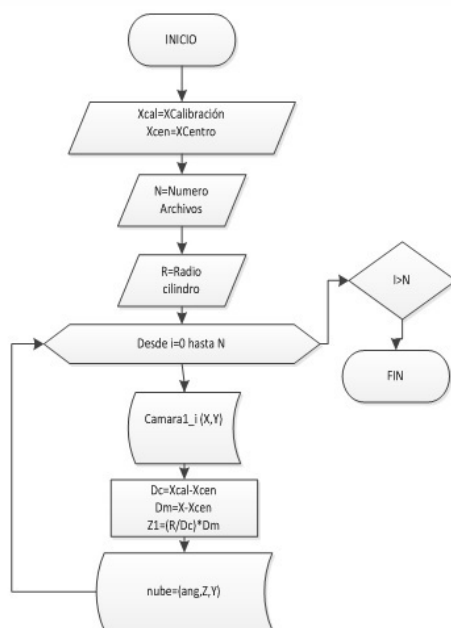 INICIO
Xcal=XCalibración
Xcen=XCentro
N=Numero
Archivos
R=Radio
cilindro
I>N
Desde i=0 hasta N
FIN
Camara1_i (X,Y)
Dc=Xcal-Xcen
Dm=X-Xcen
Z1=(R/Dc)*Dm
nube=(ang,Z,Y)